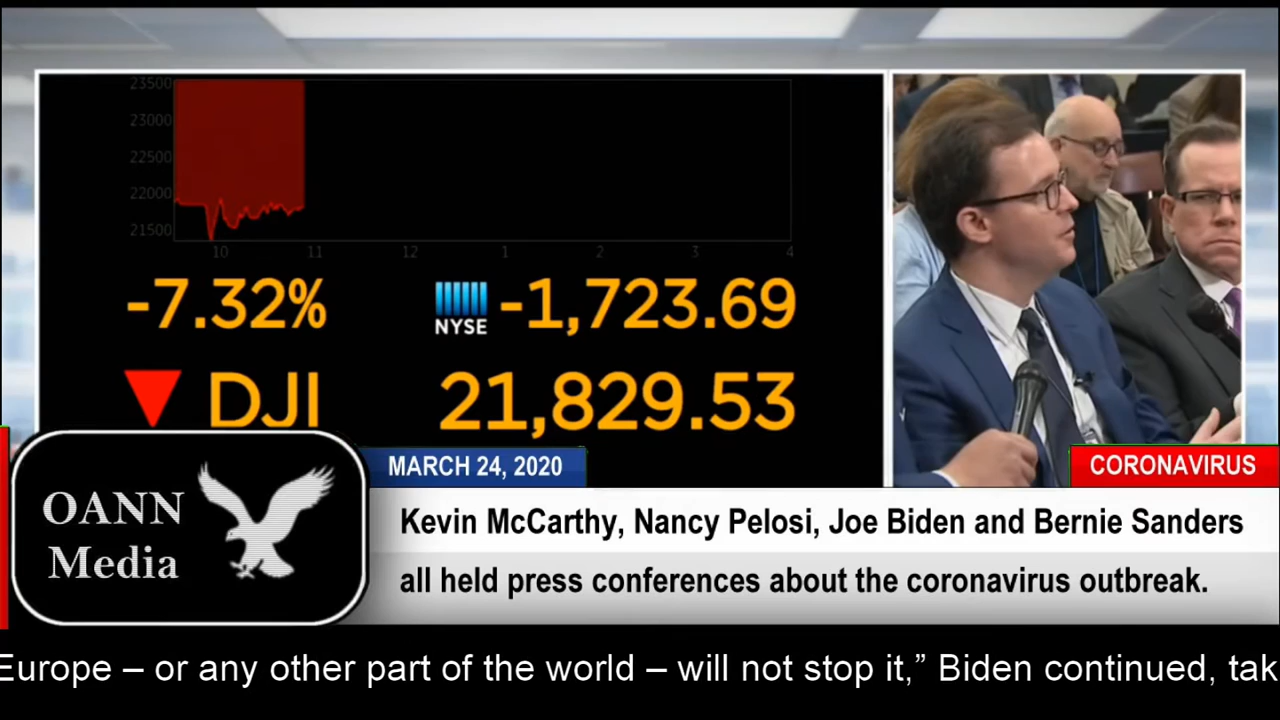 23500
23000
22500
22000
21500
10 11 12 1 2 3 4
-7.32% NYSE -1,723.69
DJI 21,829.53
MARCH 24, 2020
CORONAVIRUS
OANN
Media
Kevin McCarthy, Nancy Pelosi, Joe Biden and Bernie Sanders
all held press conferences about the coronavirus outbreak.
Europe – or any other part of the world – will not stop it,” Biden continued, tak